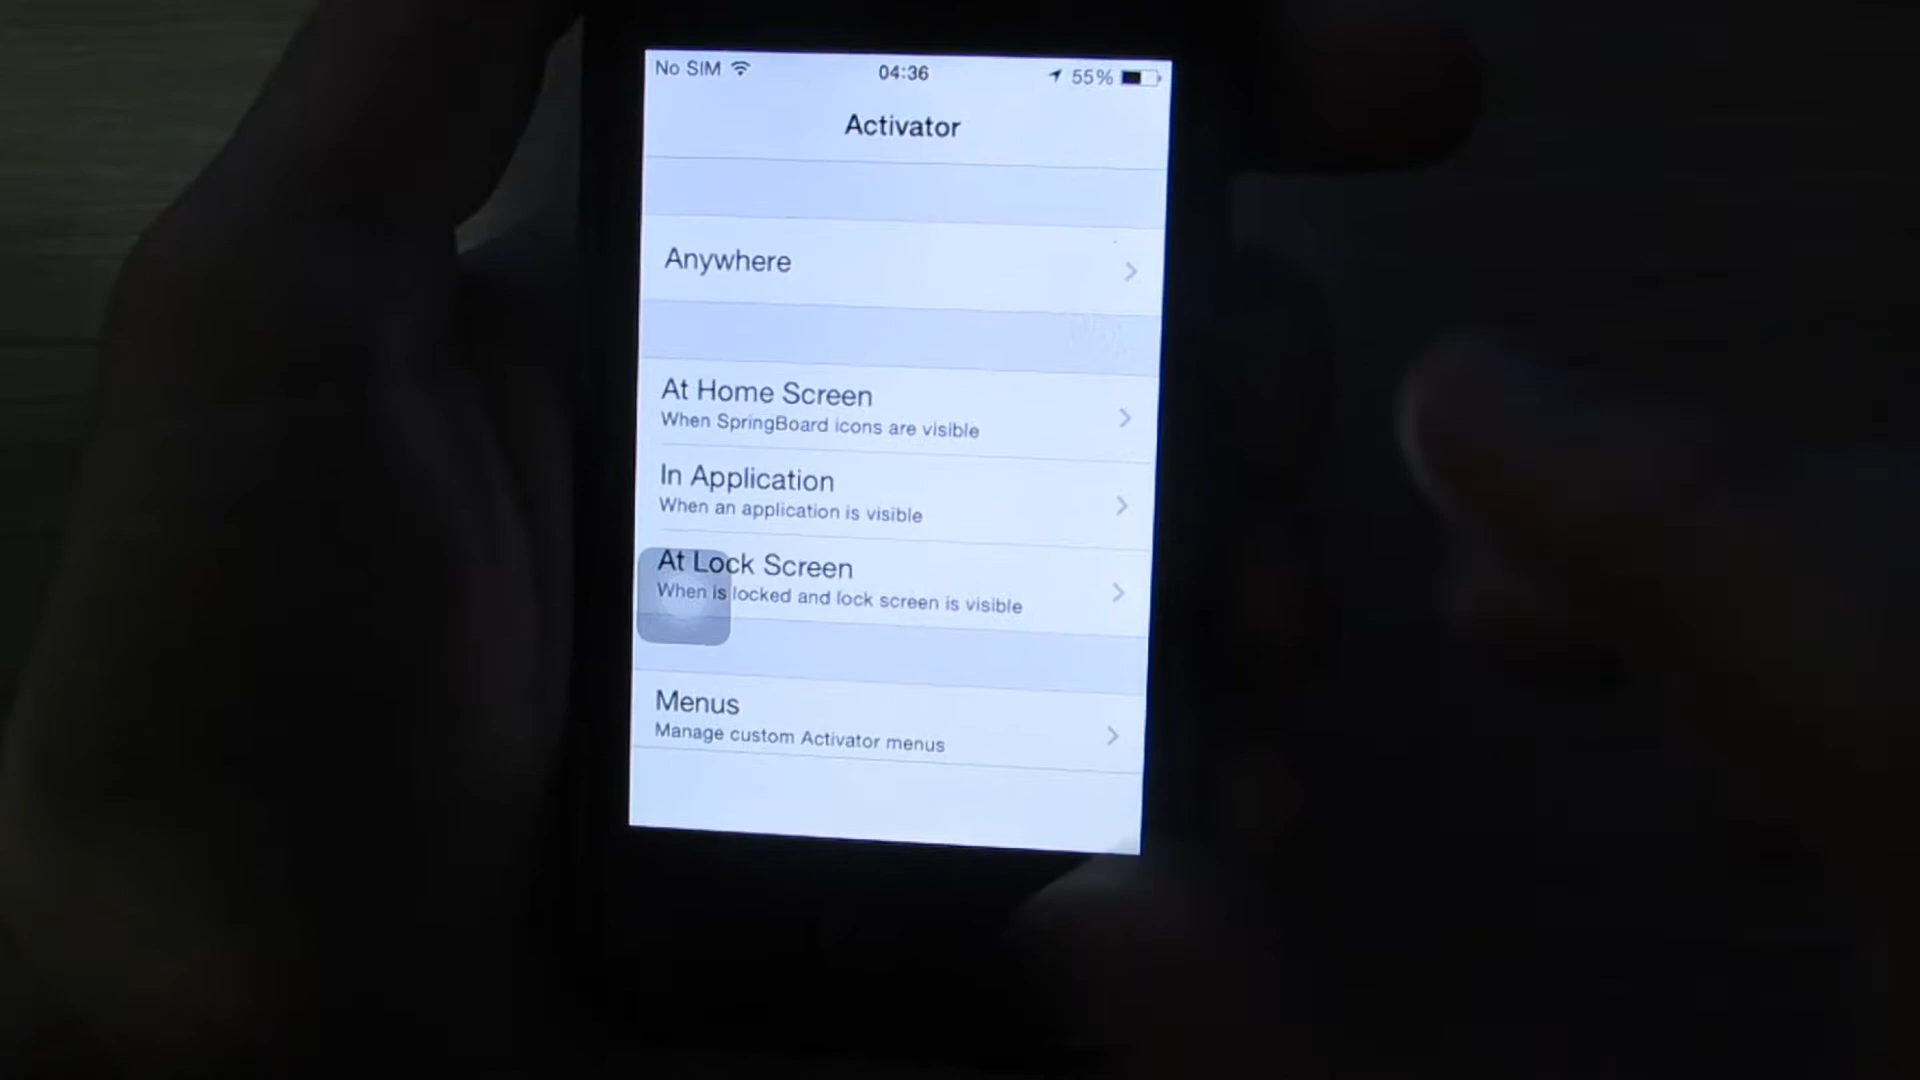 No SIM 04:36 55%
Activator
Anywhere
At Home Screen
When SpringBoard icons are visible
In Application
When an application is visible
At Lock Screen
When is locked and lock screen is visible
Menus
Manage custom Activator menus